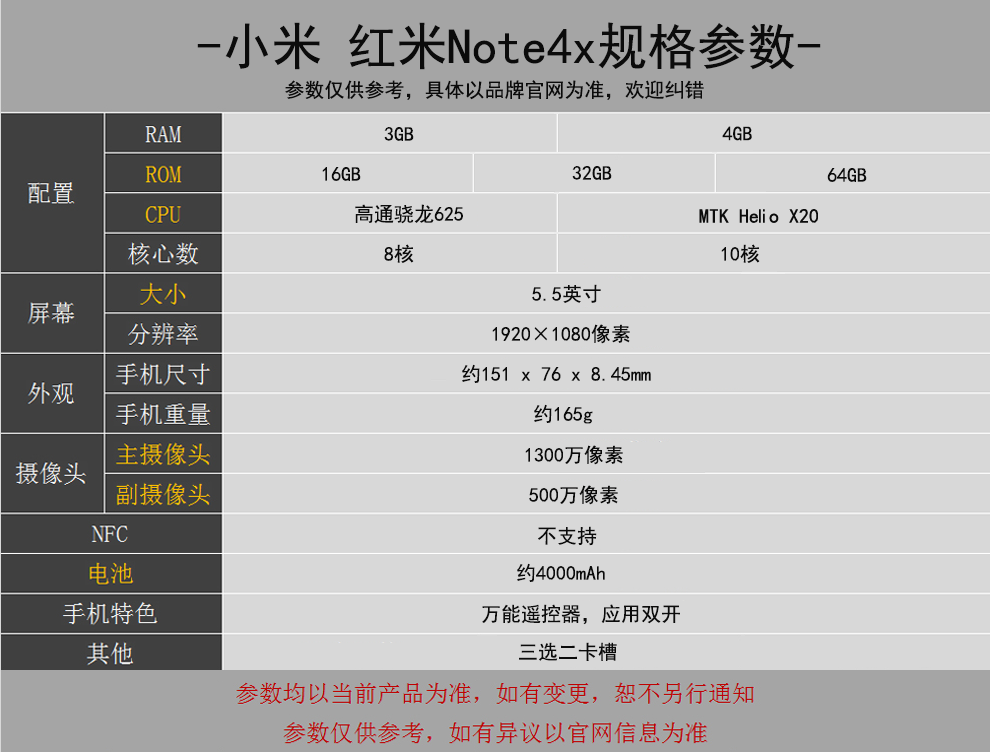 -小米 红米Note4x规格参数-
参数仅供参考，具体以品牌官网为准，欢迎纠错
配置
RAM 3GB 4GB
ROM 16GB 32GB 64GB
CPU 高通骁龙625 MTK Helio X20
核心数 8核 10核
屏幕
大小 5.5英寸
分辨率 1920×1080像素
外观
手机尺寸 约151 x 76 x 8.45mm
手机重量 约165g
摄像头
主摄像头 1300万像素
副摄像头 500万像素
NFC 不支持
电池 约4000mAh
手机特色 万能遥控器，应用双开
其他 三选二卡槽
参数均以当前产品为准，如有变更，恕不另行通知
参数仅供参考，如有异议以官网信息为准